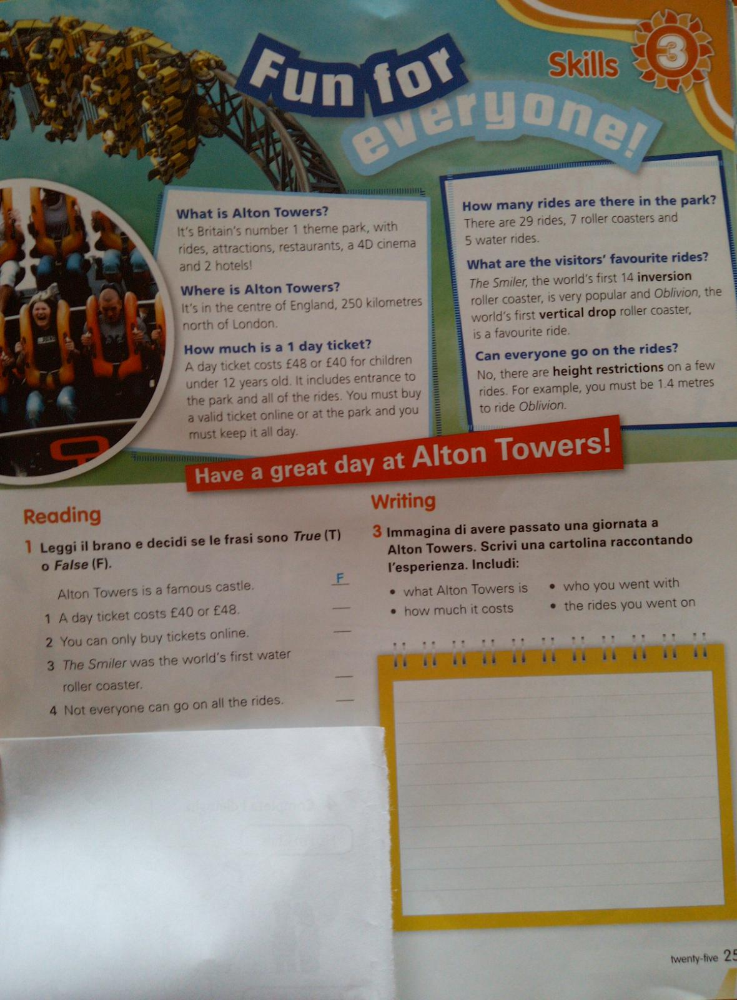 Fun for
everyone!
Skills 3
What is Alton Towers?
It's Britain's number 1 theme park, with
rides, attractions, restaurants, a 4D cinema
and 2 hotels!
Where is Alton Towers?
It's in the centre of England, 250 kilometres
north of London.
How much is a 1 day ticket?
A day ticket costs £48 or £40 for children
under 12 years old. It includes entrance to
the park and all of the rides. You must buy
a valid ticket online or at the park and you
must keep it all day.
How many rides are there in the park?
There are 29 rides, 7 roller coasters and
5 water rides.
What are the visitors' favourite rides?
The Smiler, the world's first 14 inversion
roller coaster, is very popular and Oblivion, the
world's first vertical drop roller coaster,
is a favourite ride.
Can everyone go on the rides?
No, there are height restrictions on a few
rides. For example, you must be 1.4 metres
to ride Oblivion.
Have a great day at Alton Towers!
Reading
1 Leggi il brano e decidi se le frasi sono True (T)
o False (F).
Alton Towers is a famous castle. F
1 A day ticket costs £40 or £48.
2 You can only buy tickets online.
3 The Smiler was the world's first water
roller coaster.
4 Not everyone can go on all the rides.
Writing
3 Immagina di avere passato una giornata a
Alton Towers. Scrivi una cartolina raccontando
l'esperienza. Includi:
• what Alton Towers is • who you went with
• how much it costs • the rides you went on
twenty-five 25